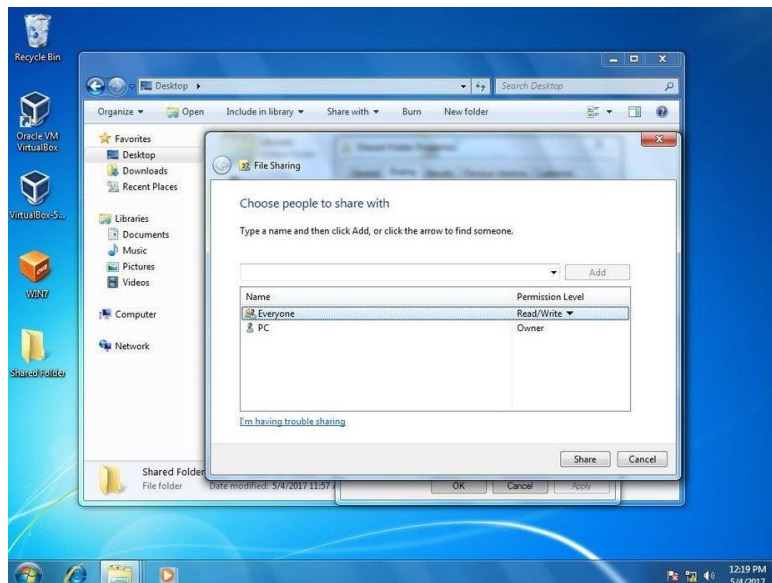 Recycle Bin
Oracle VM
VirtualBox
VirtualBox-5...
WIN7
Shared Folder
Desktop
Search Desktop
Organize
Open
Include in library
Share with
Burn
New folder
Favorites
Desktop
Downloads
Recent Places
Libraries
Documents
Music
Pictures
Videos
Computer
Network
File Sharing
Choose people to share with
Type a name and then click Add, or click the arrow to find someone.
Add
Name Permission Level
Everyone Read/Write
PC Owner
I'm having trouble sharing
Share Cancel
Shared Folder
File folder Date modified: 5/4/2017 11:57
OK Cancel Apply
12:19 PM
5/4/2017